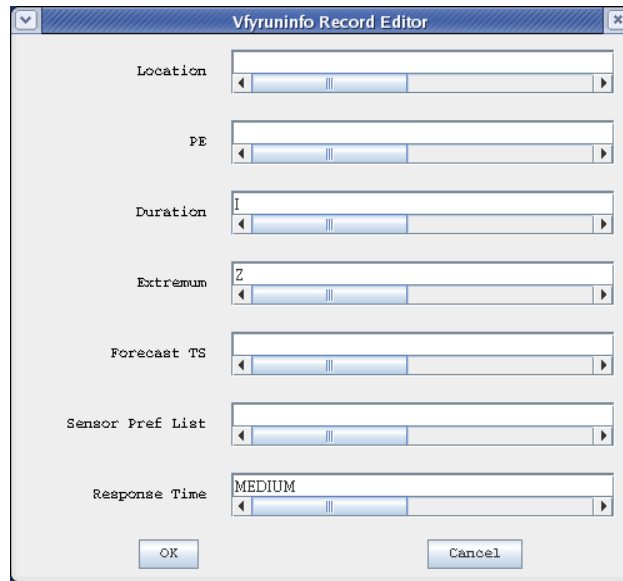 Vfyruninfo Record Editor
Location
PE
Duration I
Extremum Z
Forecast TS
Sensor Pref List
Response Time MEDIUM
OK Cancel